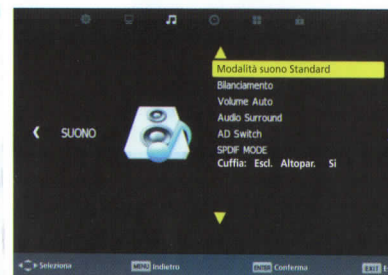 Modalità suono Standard
Bilanciamento
Volume Auto
Audio Surround
SUONO
AD Switch
SPDIF MODE
Cuffia: Escl. Altopar. Si
Seleziona MENU Indietro ENTER Conferma EXIT